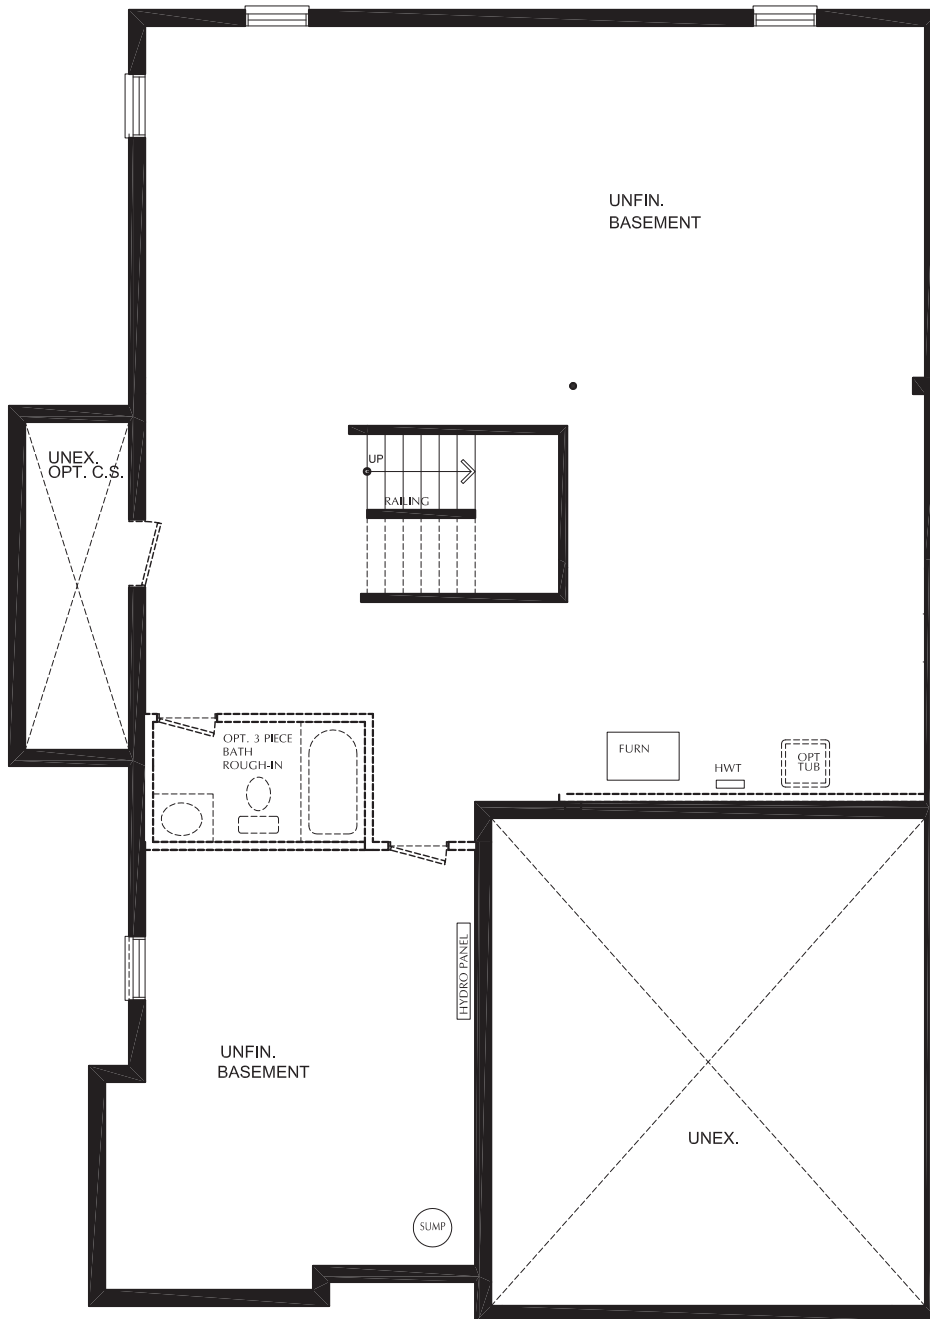 UNFIN.
BASEMENT
UNEX.
OPT. C.S.
UP
RAILING
OPT. 3 PIECE
BATH
ROUGH-IN
FURN
HWT
OPT
TUB
HYDRO PANEL
UNFIN.
BASEMENT
UNEX.
SUMP